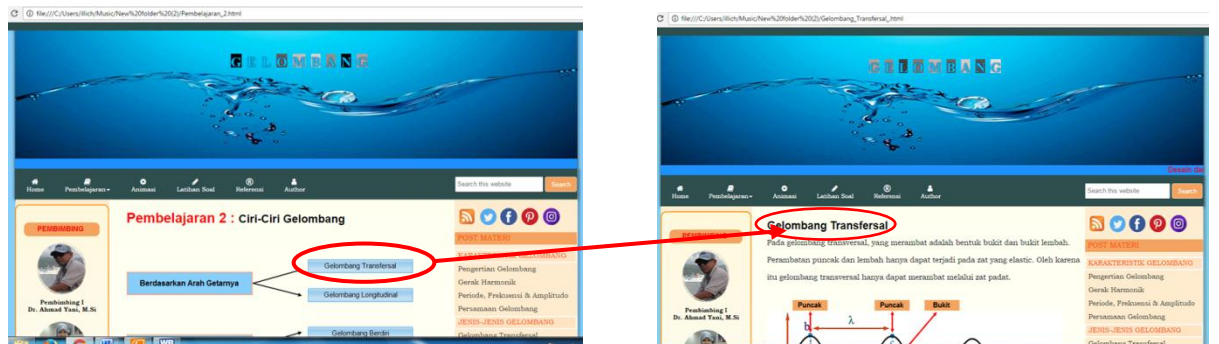 file:///C:/Users/illich/Music/New%20folder%20(2)/Pembelajaran_2.html
GELOMBANG
Home Pembelajaran Animasi Latihan Soal Referensi Author
Search this website Search
PEMBIMBING
Pembimbing I
Dr. Ahmad Yani, M.Si
Pembelajaran 2 : Ciri-Ciri Gelombang
Berdasarkan Arah Getarnya
Gelombang Transfersal
Gelombang Longitudinal
Gelombang Berdiri
POST MATERI
KARAKTERISTIK GELOMBANG
Pengertian Gelombang
Gerak Harmonik
Periode, Frekuensi & Amplitudo
Persamaan Gelombang
JENIS-JENIS GELOMBANG
Gelombang Transfersal
file:///C:/Users/illich/Music/New%20folder%20(2)/Gelombang_Transfersal_.html
GELOMBANG
Desain dan
Home Pembelajaran Animasi Latihan Soal Referensi Author
Search this website Search
PEMBIMBING
Pembimbing I
Dr. Ahmad Yani, M.Si
Gelombang Transfersal
Pada gelombang transversal, yang merambat adalah bentuk bukit dan bukit lembah.
Perambatan puncak dan lembah hanya dapat terjadi pada zat yang elastic. Oleh karena
itu gelombang transversal hanya dapat merambat melalui zat padat.
Puncak Puncak Bukit
b λ
POST MATERI
KARAKTERISTIK GELOMBANG
Pengertian Gelombang
Gerak Harmonik
Periode, Frekuensi & Amplitudo
Persamaan Gelombang
JENIS-JENIS GELOMBANG
Gelombang Transfersal